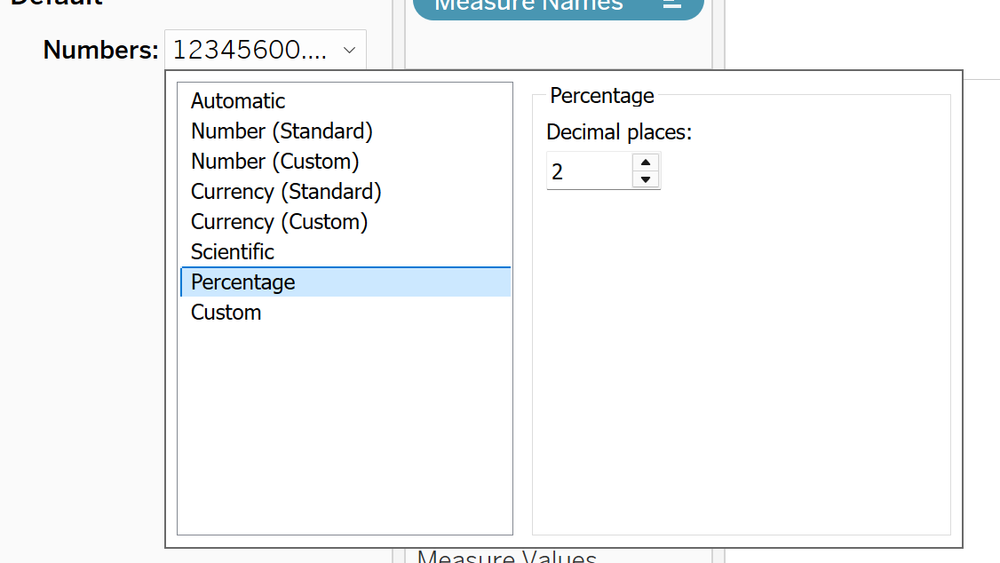 Default
Measure Names
Numbers: 12345600....
Automatic
Number (Standard)
Number (Custom)
Currency (Standard)
Currency (Custom)
Scientific
Percentage
Custom
Percentage
Decimal places:
2
Measure Values